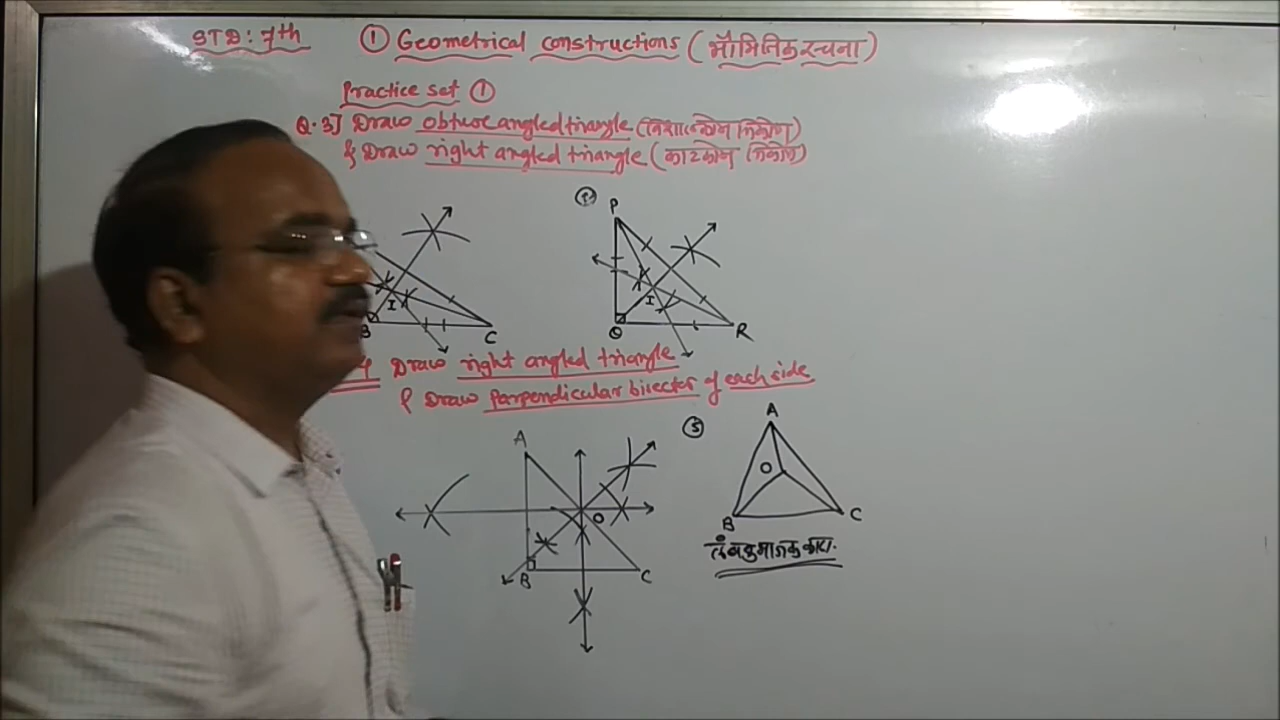 STD: 7th ① Geometrical constructions (भौमितिक रचना)
Practice set ①
Q.3] Draw obtuse angled triangle (विशालकोन त्रिकोण)
& Draw right angled triangle (काटकोन त्रिकोण)
P
I
B
C
I
Q
R
& Draw right angled triangle
& Draw perpendicular bisector of each side
A
O
B
C
⑤
A
O
B
C